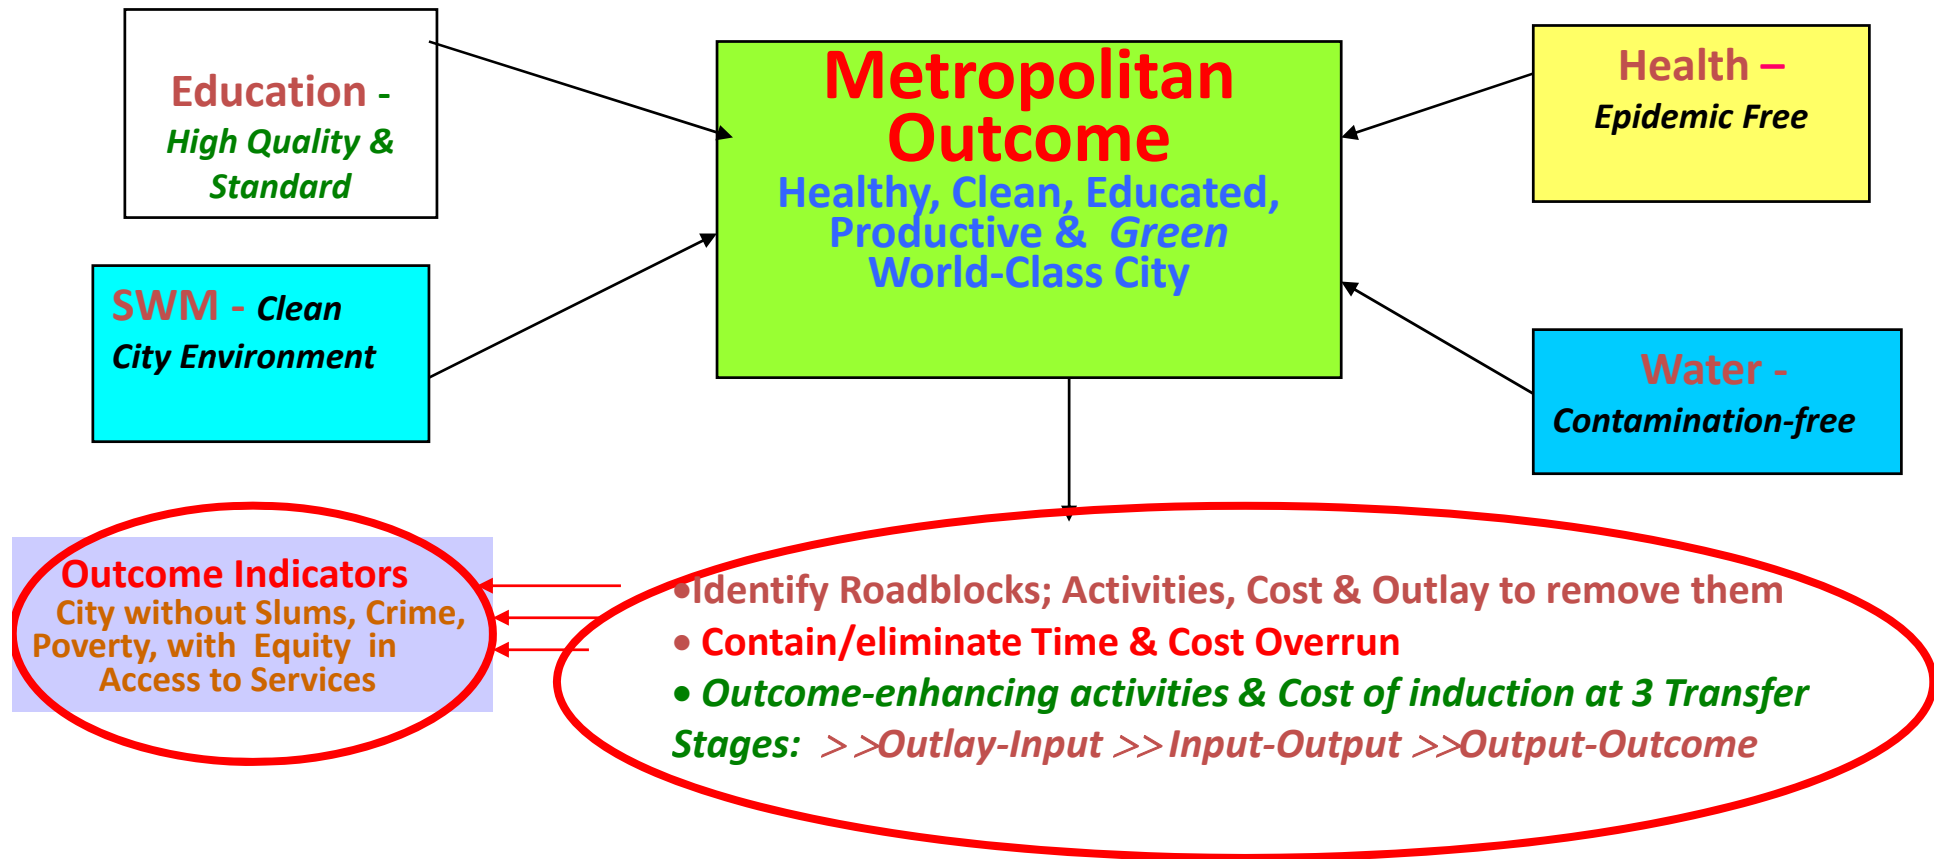 Education -
High Quality &
Standard
Metropolitan
Outcome
Healthy, Clean, Educated,
Productive & Green
World-Class City
Health –
Epidemic Free
SWM - Clean
City Environment
Water -
Contamination-free
Outcome Indicators
City without Slums, Crime,
Poverty, with Equity in
Access to Services
•Identify Roadblocks; Activities, Cost & Outlay to remove them
• Contain/eliminate Time & Cost Overrun
• Outcome-enhancing activities & Cost of induction at 3 Transfer
Stages: >>Outlay-Input >> Input-Output >>Output-Outcome